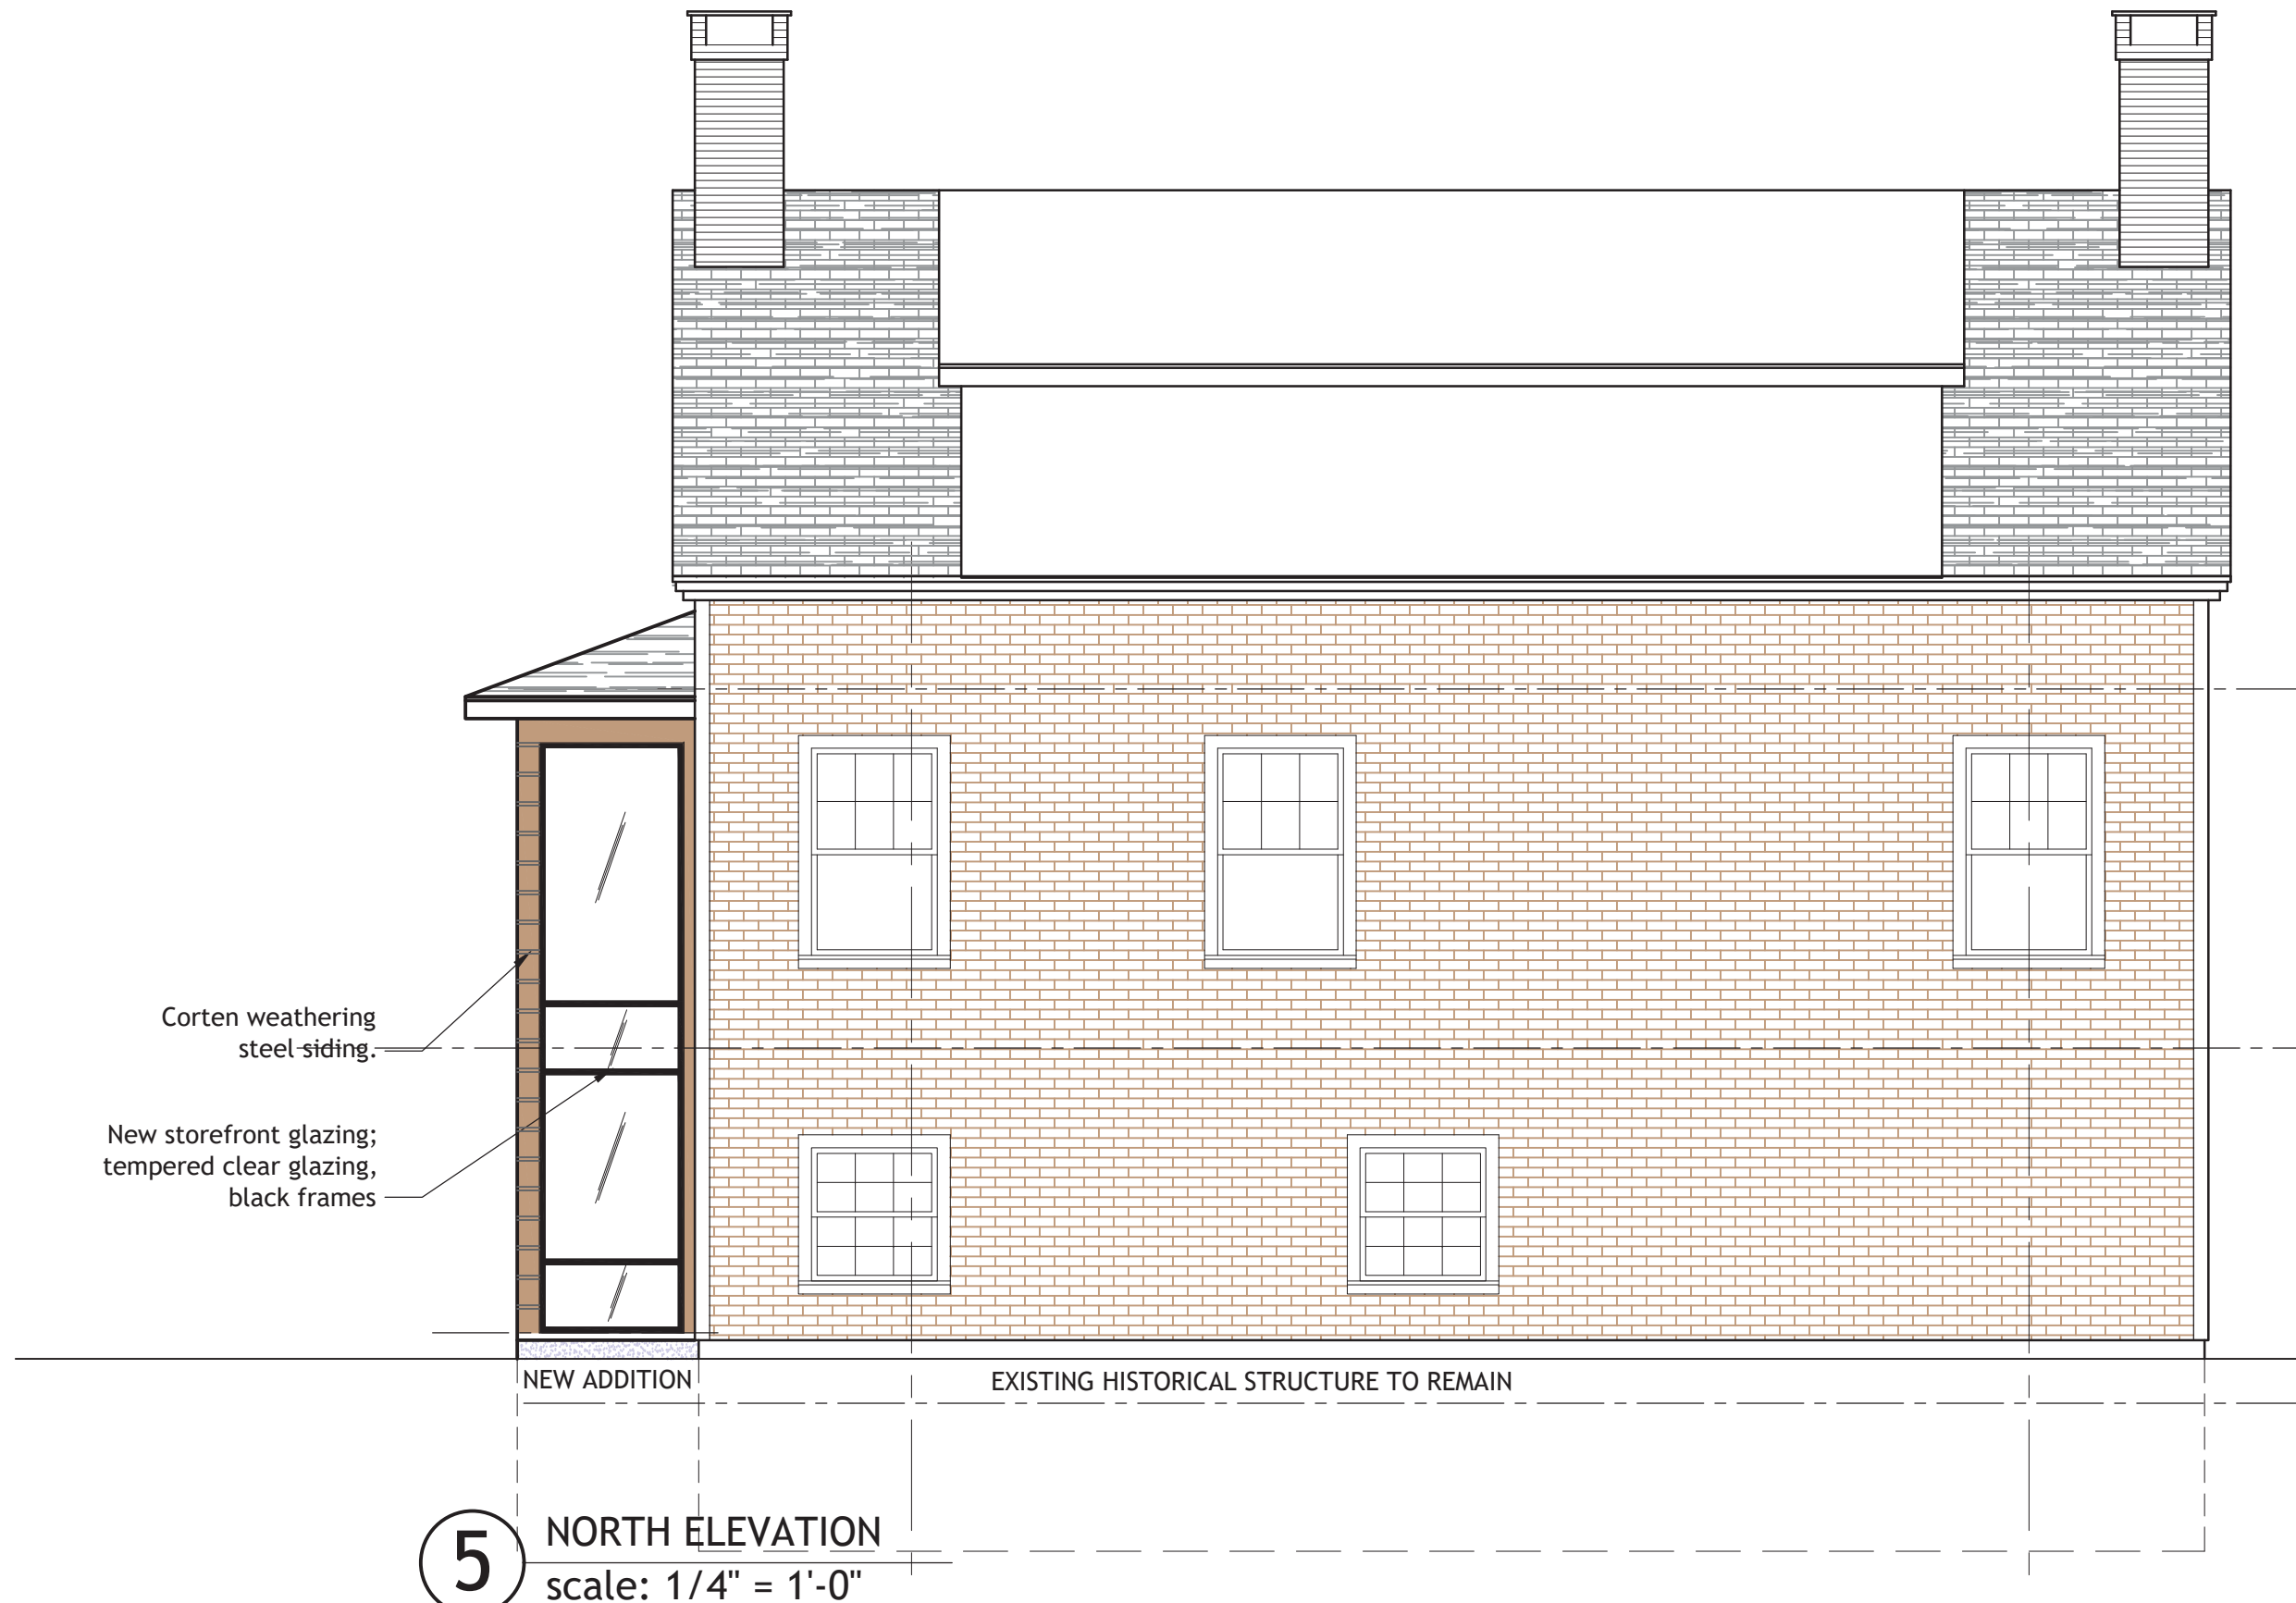 Corten weathering
steel siding.
New storefront glazing;
tempered clear glazing,
black frames
NEW ADDITION
EXISTING HISTORICAL STRUCTURE TO REMAIN
5
NORTH ELEVATION
scale: 1/4" = 1'-0"